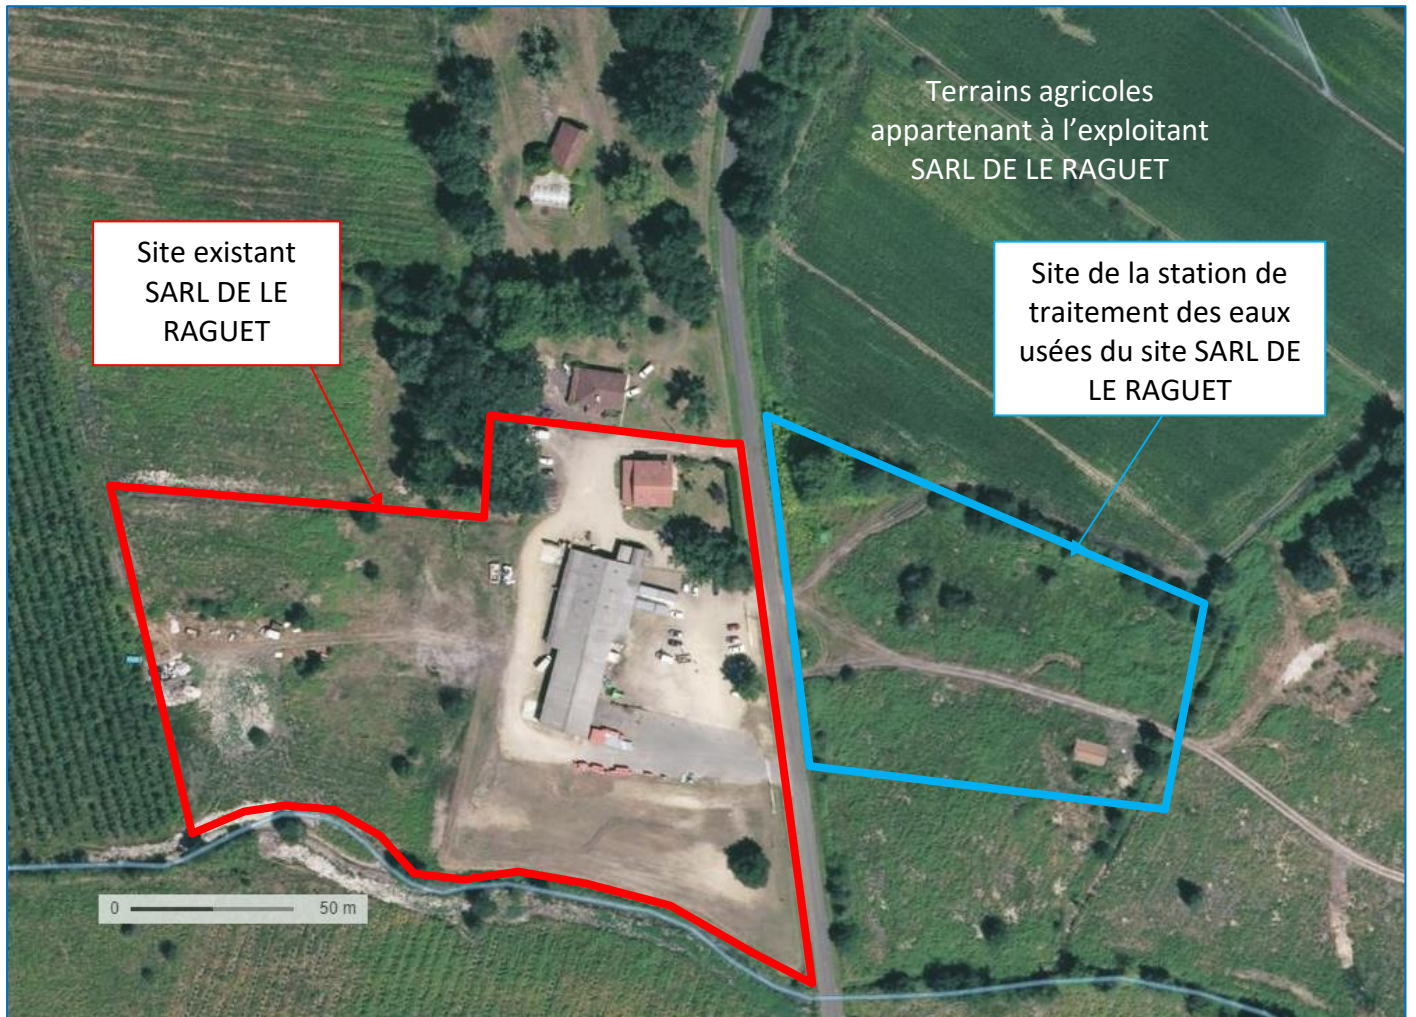 Terrains agricoles
appartenant à l’exploitant
SARL DE LE RAGUET
Site existant
SARL DE LE
RAGUET
Site de la station de
traitement des eaux
usées du site SARL DE
LE RAGUET
0 50 m